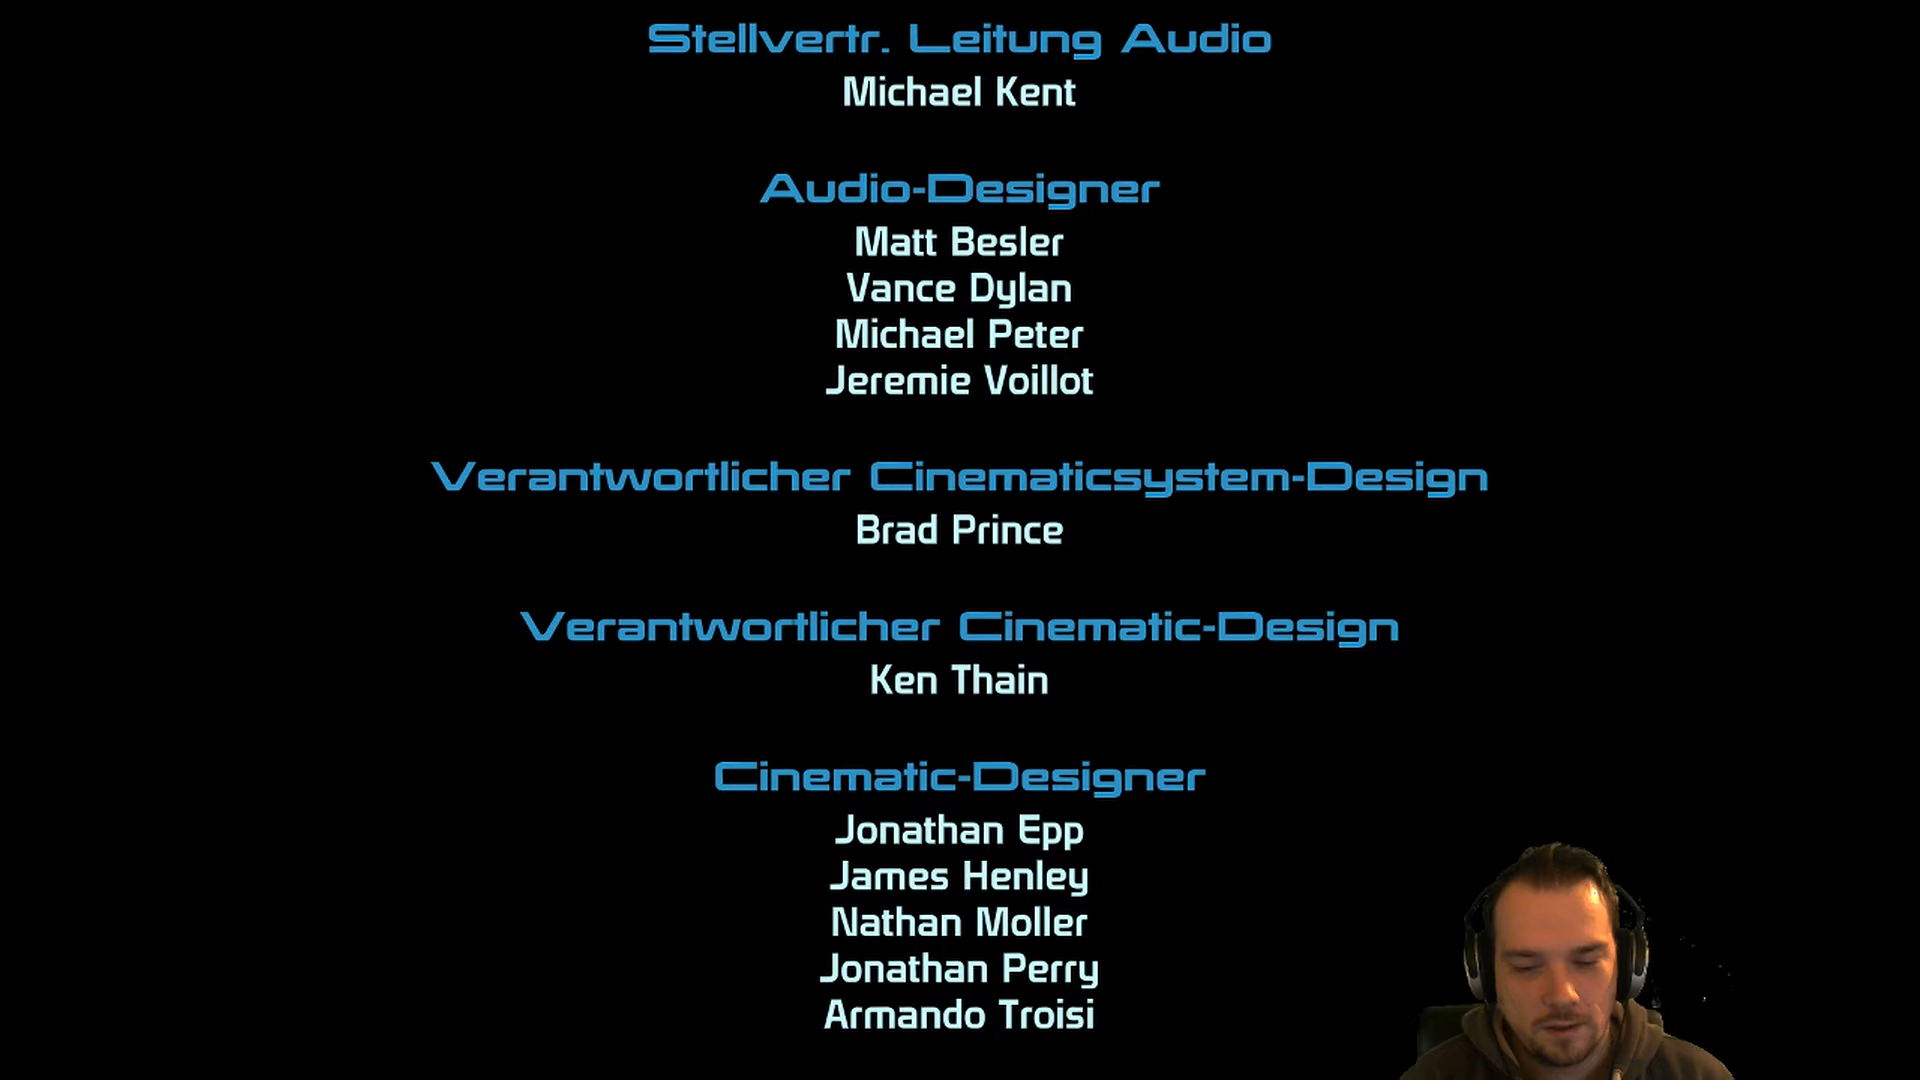 Stellvertr. Leitung Audio
Michael Kent
Audio-Designer
Matt Besler
Vance Dylan
Michael Peter
Jeremie Voillot
Verantwortlicher Cinematicsystem-Design
Brad Prince
Verantwortlicher Cinematic-Design
Ken Thain
Cinematic-Designer
Jonathan Epp
James Henley
Nathan Moller
Jonathan Perry
Armando Troisi